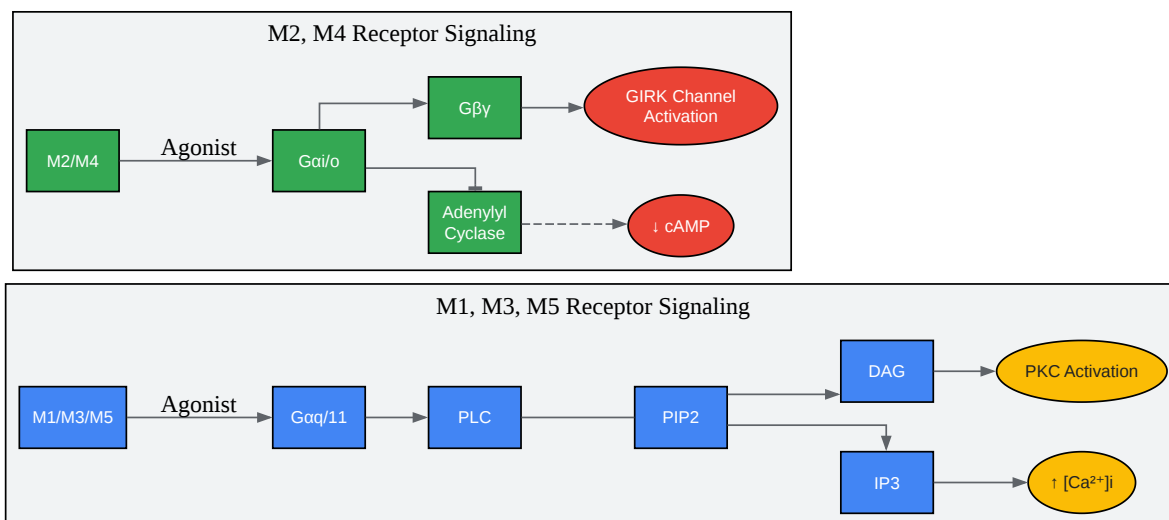 M2, M4 Receptor Signaling
Gβγ
GIRK Channel
Activation
M2/M4
Agonist
Gαi/o
Adenylyl
Cyclase
↓ cAMP
M1, M3, M5 Receptor Signaling
DAG
PKC Activation
M1/M3/M5
Agonist
Gαq/11
PLC
PIP2
IP3
↑ [Ca²⁺]i